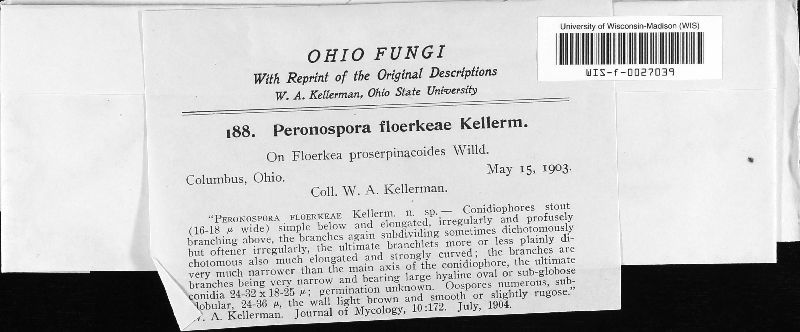 University of Wisconsin-Madison (WIS)
WIS-f-0027039
OHIO FUNGI
With Reprint of the Original Descriptions
W. A. Kellerman, Ohio State University
188. Peronospora floerkeae Kellerm.
On Floerkea proserpinacoides Willd.
Columbus, Ohio. May 15, 1903.
Coll. W. A. Kellerman.
"PERONOSPORA FLOERKEAE Kellerm. n. sp. — Conidiophores stout
(16-18 μ wide) simple below and elongated, irregularly and profusely
branching above, the branches again subdividing sometimes dichotomously
but oftener irregularly, the ultimate branchlets more or less plainly di-
chotomous also much elongated and strongly curved; the branches are
very much narrower than the main axis of the conidiophore, the ultimate
branches being very narrow and bearing large hyaline oval or sub-globose
conidia 24-32 x 18-25 μ; germination unknown. Oospores numerous, sub-
globular, 24-36 μ, the wall light brown and smooth or slightly rugose."
W. A. Kellerman. Journal of Mycology, 10:172. July, 1904.